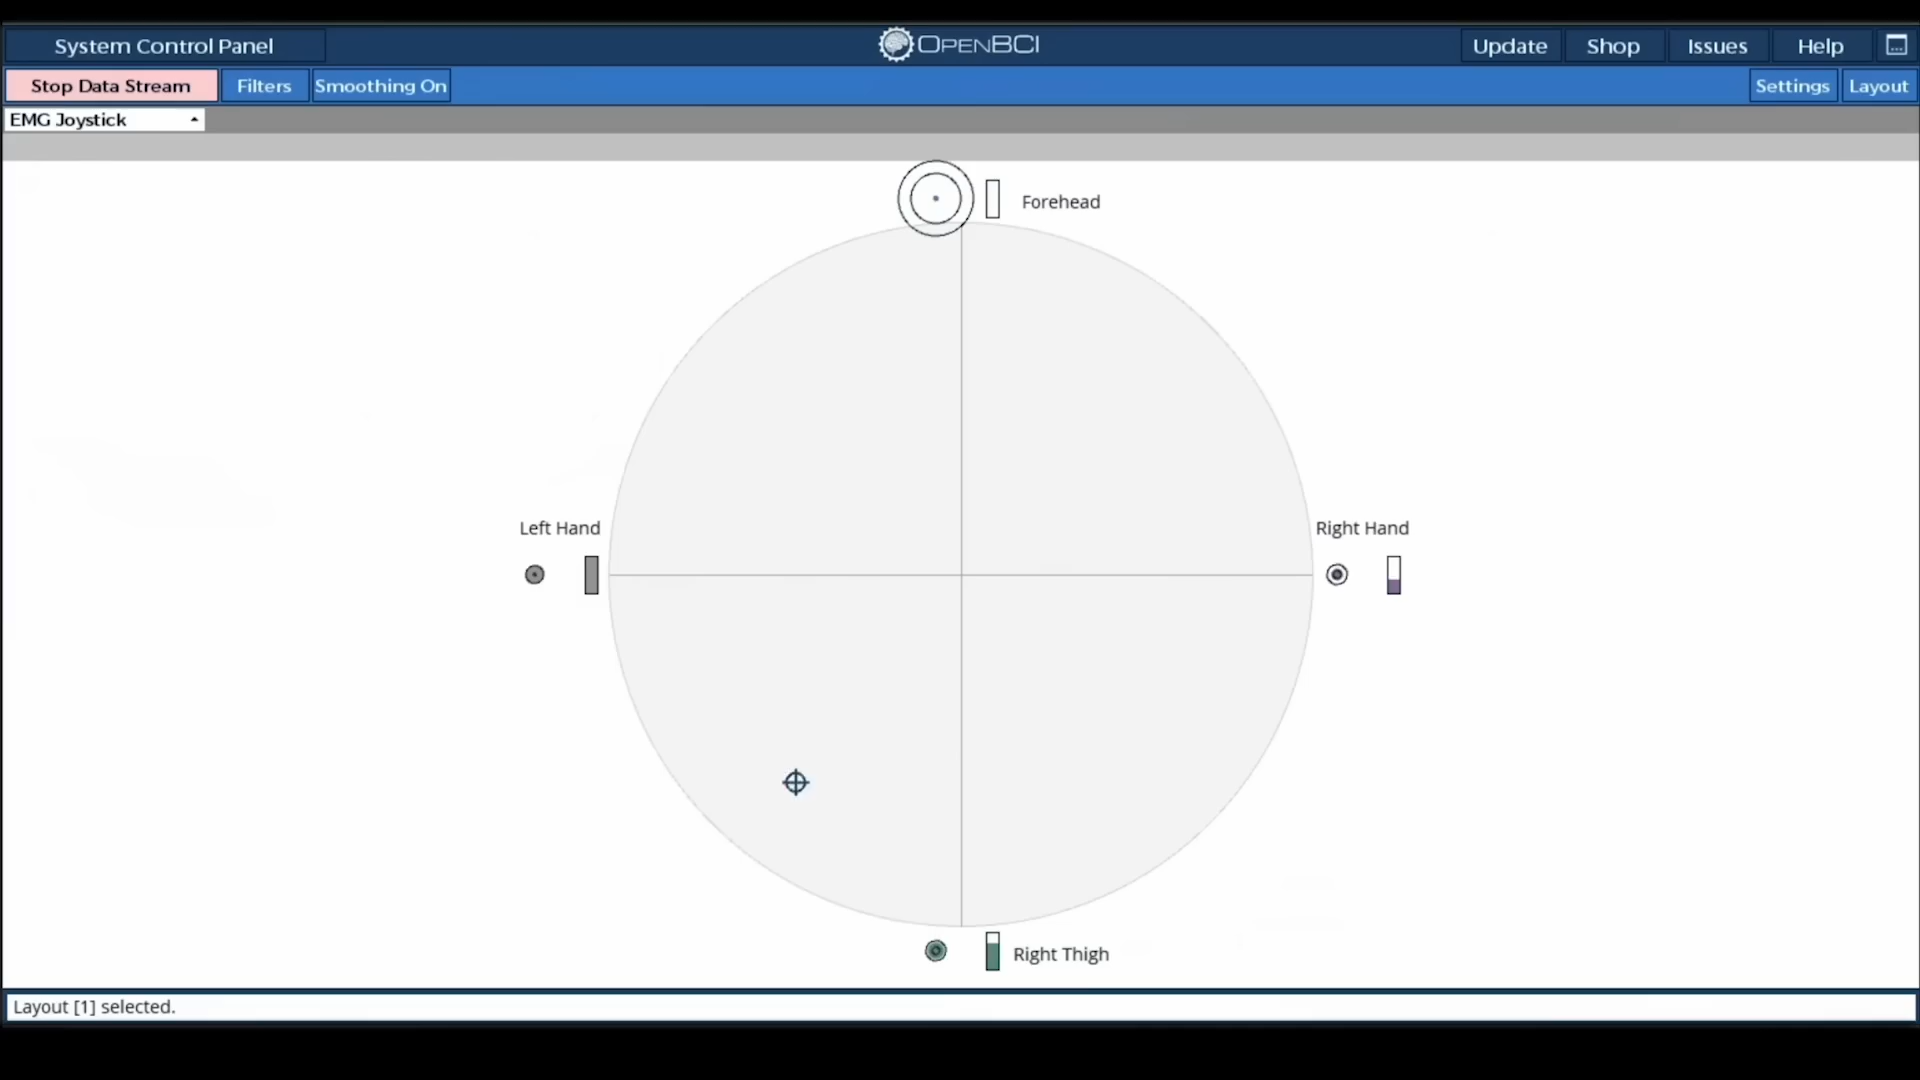 System Control Panel
OPENBCI
Update
Shop
Issues
Help
Stop Data Stream
Filters
Smoothing On
Settings
Layout
EMG Joystick
Forehead
Left Hand
Right Hand
Right Thigh
Layout [1] selected.